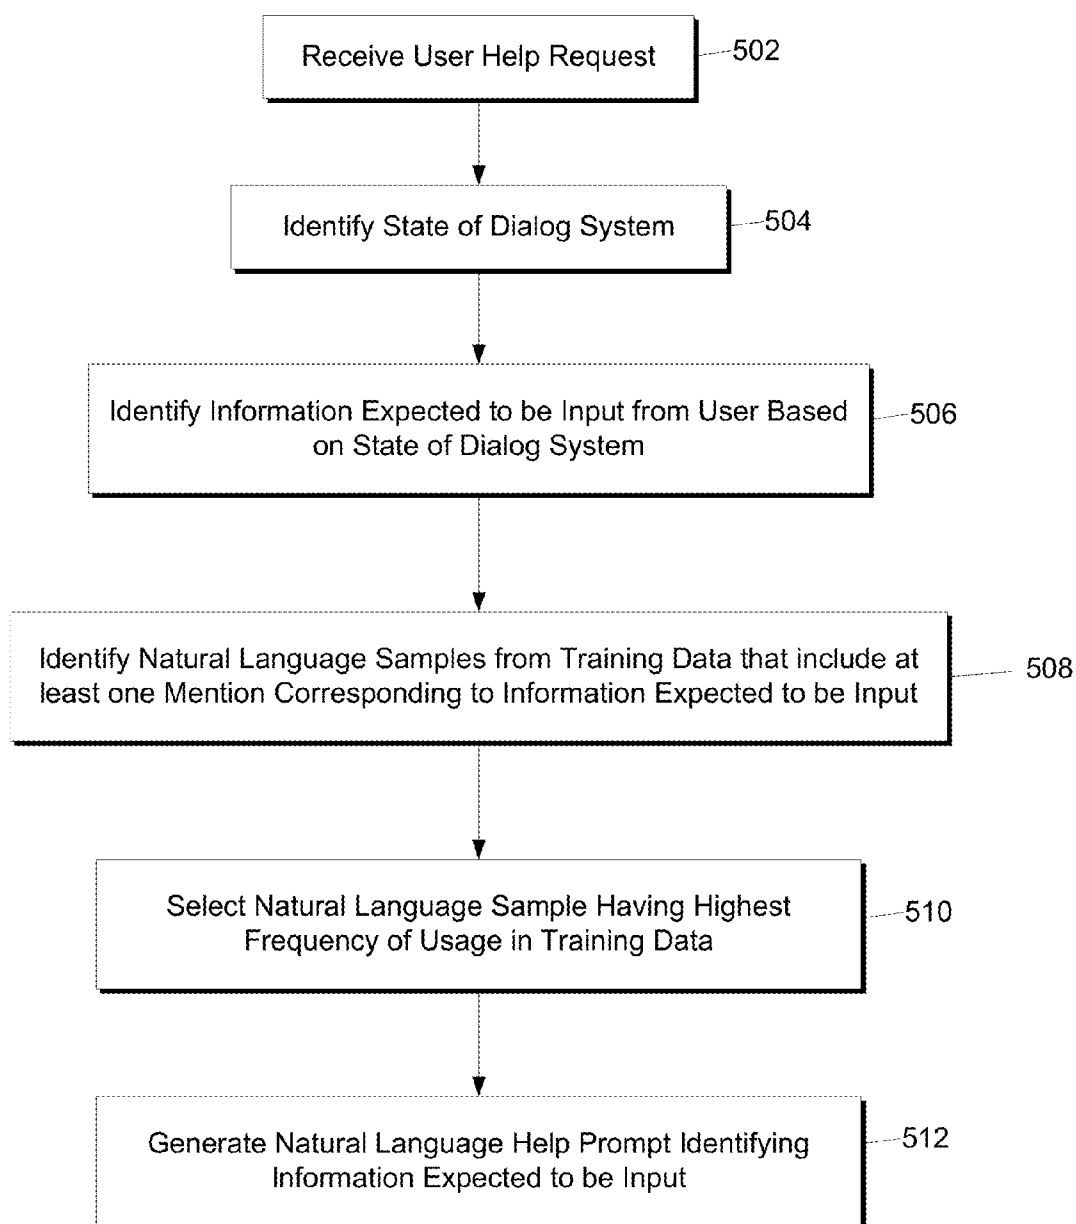 Receive User Help Request
502
Identify State of Dialog System
504
Identify Information Expected to be Input from User Based
on State of Dialog System
506
Identify Natural Language Samples from Training Data that include at
least one Mention Corresponding to Information Expected to be Input
508
Select Natural Language Sample Having Highest
Frequency of Usage in Training Data
510
Generate Natural Language Help Prompt Identifying
Information Expected to be Input
512